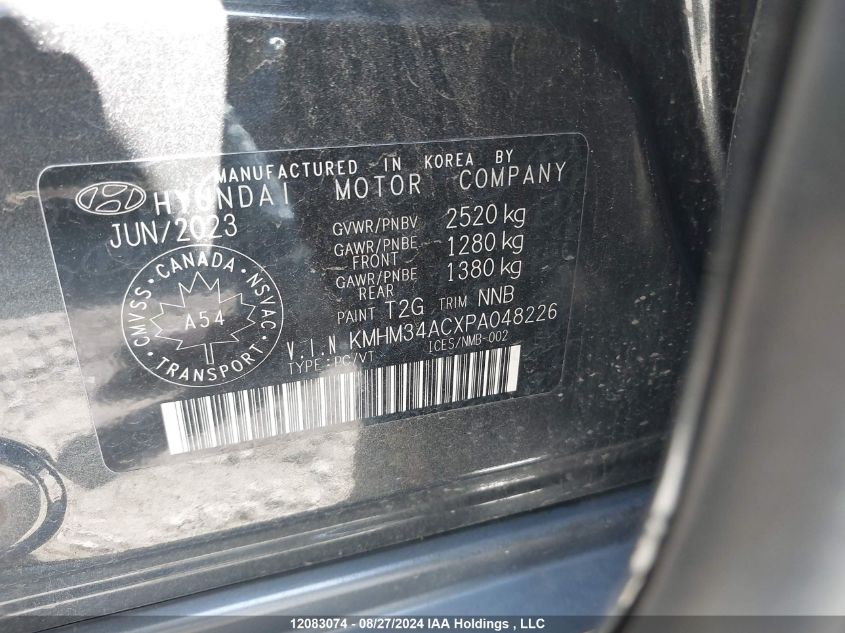 MANUFACTURED IN KOREA BY
HYUNDAI MOTOR COMPANY
JUN/2023
GVWR/PNBV 2520 kg
GAWR/PNBE FRONT 1280 kg
GAWR/PNBE REAR 1380 kg
PAINT T2G TRIM NNB
CMVSS · CANADA · NSVAC
A54
TRANSPORT
V.I.N KMHM34ACXPA048226
TYPE : PC/VT ICES/NMB-002
12083074 - 08/27/2024 IAA Holdings , LLC